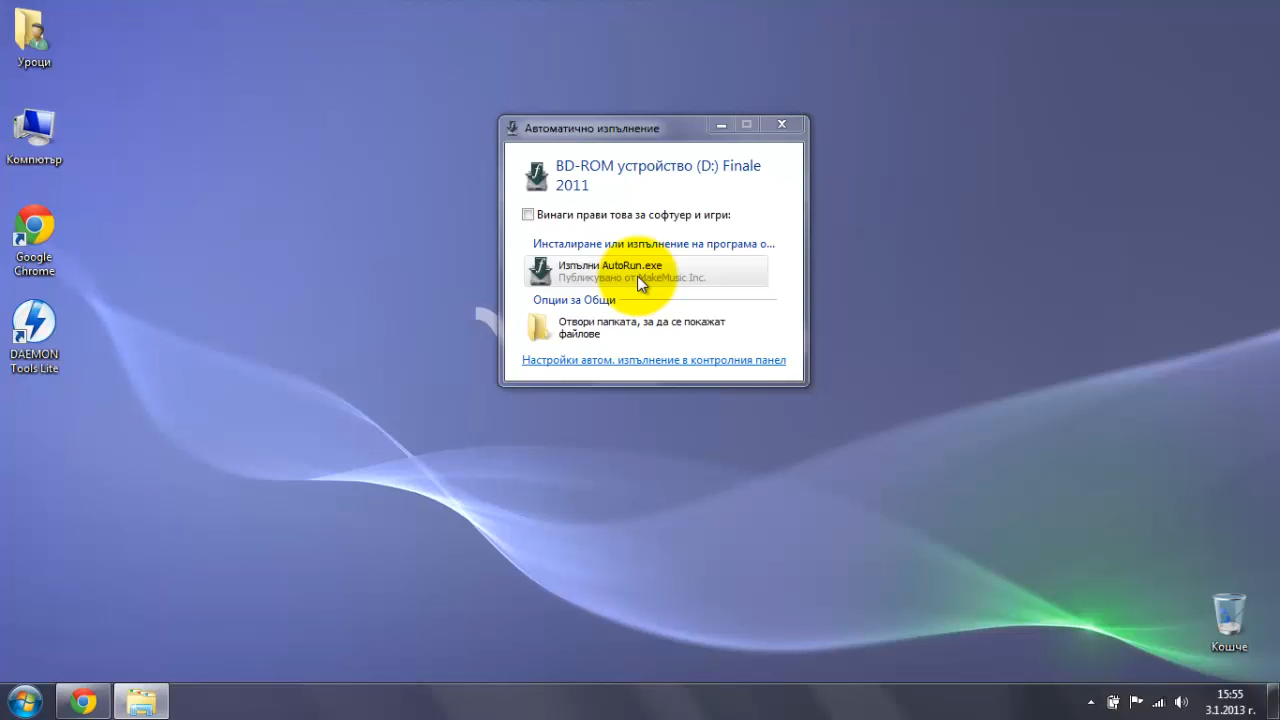 Уроци
Компютър
Google
Chrome
DAEMON
Tools Lite
Автоматично изпълнение
BD-ROM устройство (D:) Finale
2011
Винаги прави това за софтуер и игри:
Инсталиране или изпълнение на програма о...
Изпълни AutoRun.exe
Публикувано от MakeMusic Inc.
Опции за Общи
Отвори папката, за да се покажат
файлове
Настройки автом. изпълнение в контролния панел
Кошче
15:55
3.1.2013 г.